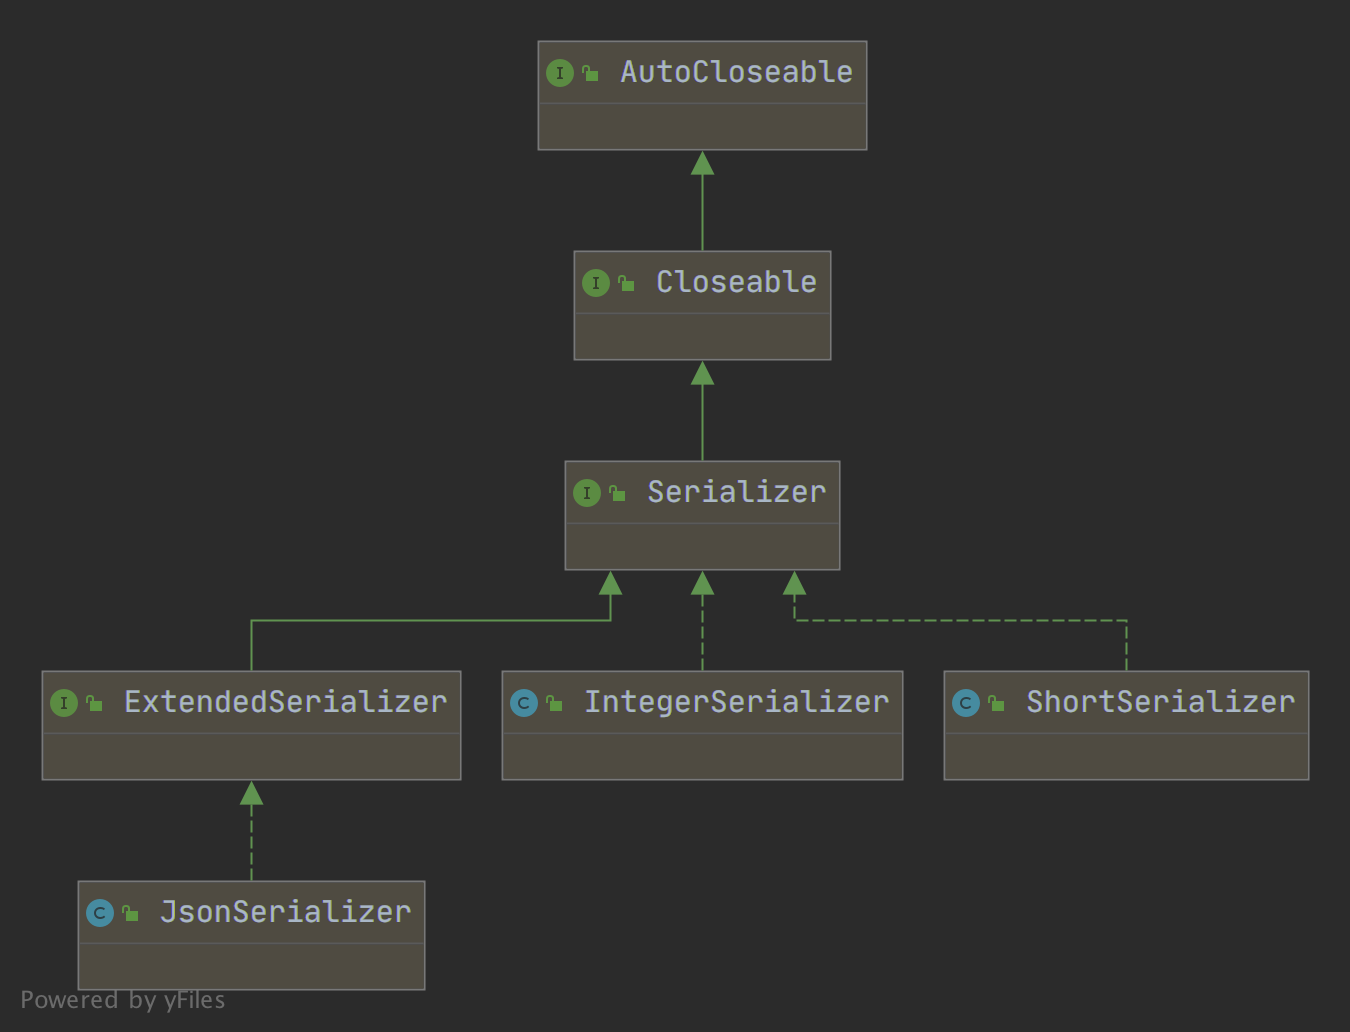 I AutoCloseable
I Closeable
I Serializer
I ExtendedSerializer
C IntegerSerializer
C ShortSerializer
C JsonSerializer
Powered by yFiles